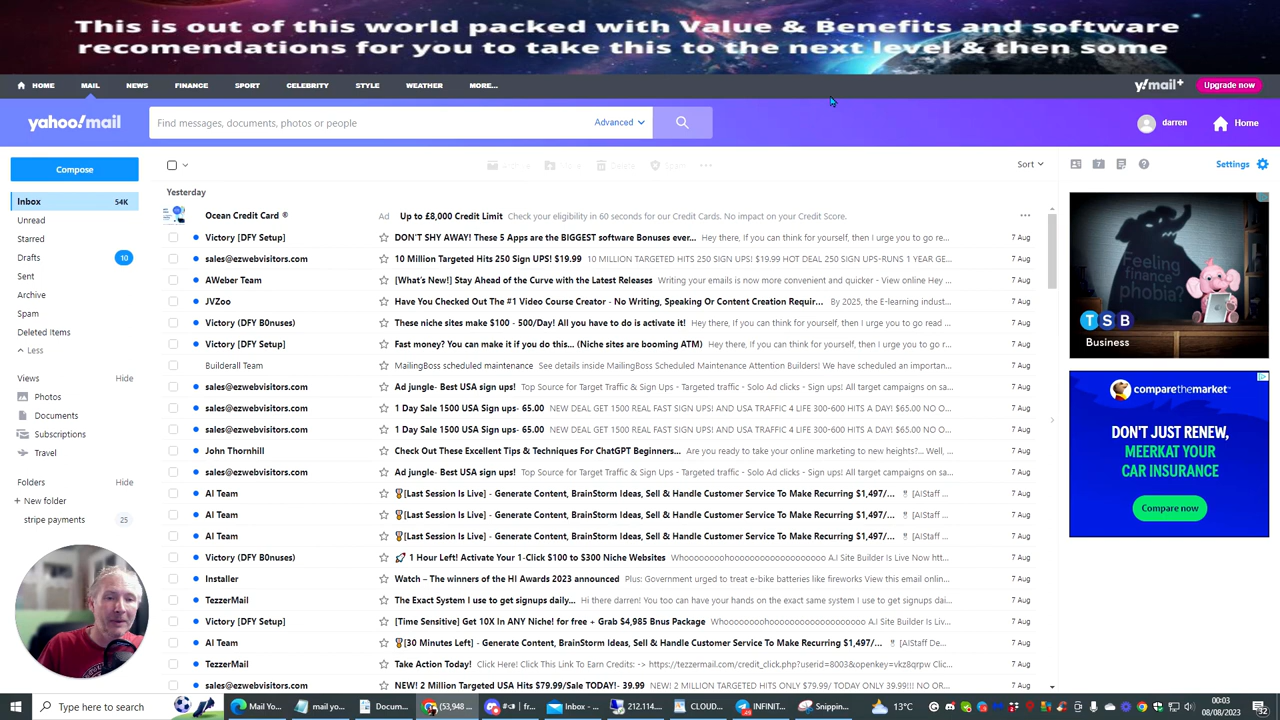 This is out of this world packed with Value & Benefits and software
recomendations for you to take this to the next level & then some
HOME MAIL NEWS FINANCE SPORT CELEBRITY STYLE WEATHER MORE...
y!mail+ Upgrade now
yahoo!mail Find messages, documents, photos or people Advanced darren Home
Compose Archive Move Delete Spam Sort Settings
Yesterday
Inbox 54K
Unread
Starred
Drafts 10
Sent
Archive
Spam
Deleted Items
Less
Views Hide
Photos
Documents
Subscriptions
Travel
Folders Hide
+ New folder
stripe payments 25
Ocean Credit Card ® Ad Up to £8,000 Credit Limit Check your eligibility in 60 seconds for our Credit Cards. No impact on your Credit Score.
Victory [DFY Setup] DON'T SHY AWAY! These 5 Apps are the BIGGEST software Bonuses ever... Hey there, If you can think for yourself, then I urge you to go re... 7 Aug
sales@ezwebvisitors.com 10 Million Targeted Hits 250 Sign UPS! $19.99 10 MILLION TARGETED HITS 250 SIGN UPS! $19.99 HOT DEAL 250 SIGN UPS-RUNS 1 YEAR GE... 7 Aug
AWeber Team [What's New!] Stay Ahead of the Curve with the Latest Releases Writing your emails is now more convenient and quicker - View online Hey ... 7 Aug
JVZoo Have You Checked Out The #1 Video Course Creator - No Writing, Speaking Or Content Creation Requir... By 2025, the E-learning indust... 7 Aug
Victory (DFY B0nuses) These niche sites make $100 - 500/Day! All you have to do is activate it! Hey there, If you can think for yourself, then I urge you to go read ... 7 Aug
Victory [DFY Setup] Fast money? You can make it if you do this... (Niche sites are booming ATM) Hey there, If you can think for yourself, then I urge you to go re... 7 Aug
Builderall Team MailingBoss scheduled maintenance See details inside MailingBoss Scheduled Maintenance Attention Builders! We have scheduled an importan... 7 Aug
sales@ezwebvisitors.com Ad jungle- Best USA sign ups! Top Source for Target Traffic & Sign Ups - Targeted traffic - Solo Ad clicks - Sign ups! All target campaigns on sa... 7 Aug
sales@ezwebvisitors.com 1 Day Sale 1500 USA Sign ups- 65.00 NEW DEAL GET 1500 REAL FAST SIGN UPS! AND USA TRAFFIC 4 LIFE 300-600 HITS A DAY! $65.00 NO O... 7 Aug
sales@ezwebvisitors.com 1 Day Sale 1500 USA Sign ups- 65.00 NEW DEAL GET 1500 REAL FAST SIGN UPS! AND USA TRAFFIC 4 LIFE 300-600 HITS A DAY! $65.00 NO O... 7 Aug
John Thornhill Check Out These Excellent Tips & Techniques For ChatGPT Beginners... Are you ready to take your online marketing to new heights?... Well, ... 7 Aug
sales@ezwebvisitors.com Ad jungle- Best USA sign ups! Top Source for Target Traffic & Sign Ups - Targeted traffic - Solo Ad clicks - Sign ups! All target campaigns on sa... 7 Aug
AI Team [Last Session Is Live] - Generate Content, BrainStorm Ideas, Sell & Handle Customer Service To Make Recurring $1,497/... [AIStaff ... 7 Aug
AI Team [Last Session Is Live] - Generate Content, BrainStorm Ideas, Sell & Handle Customer Service To Make Recurring $1,497/... [AIStaff ... 7 Aug
AI Team [Last Session Is Live] - Generate Content, BrainStorm Ideas, Sell & Handle Customer Service To Make Recurring $1,497/... [AIStaff ... 7 Aug
Victory (DFY B0nuses) 🚀 1 Hour Left! Activate Your 1-Click $100 to $300 Niche Websites Whooooooohoooooooooooooooooo A.I Site Builder Is Live Now htt... 7 Aug
Installer Watch – The winners of the HI Awards 2023 announced Plus: Government urged to treat e-bike batteries like fireworks View this email onlin... 7 Aug
TezzerMail The Exact System I use to get signups daily... Hi there darren! You too can have your hands on the exact same system I use to get signups dail... 7 Aug
Victory [DFY Setup] [Time Sensitive] Get 10X In ANY Niche! for free + Grab $4,985 Bnus Package Whooooooohoooooooooooooooooo A.I Site Builder Is Live N... 7 Aug
AI Team [30 Minutes Left] - Generate Content, BrainStorm Ideas, Sell & Handle Customer Service To Make Recurring $1,497/... [AIStaff De... 7 Aug
TezzerMail Take Action Today! Click Here! Click This Link To Earn Credits: -> https://tezzermail.com/credit_click.php?userid=8003&openkey=vkz8qrpw Clic... 7 Aug
sales@ezwebvisitors.com NEW! 2 Million Targeted USA Hits $79.99/Sale TODAY!- 39.99 NEW! 2 MILLION TARGETED HITS ONLY $79.99/ TODAY ONLY 39.99!!! NO OR... 7 Aug
Feeling
finance
phobia?
TSB
Business
comparethemarket
DON'T JUST RENEW,
MEERKAT YOUR
CAR INSURANCE
Compare now
Type here to search Mail Yo... mail yo... Docum... (53,948 ... #📢 | fr... Inbox - ... 212.114.... CLOUD... INFINIT... Snippin... 13°C 00:03
08/08/2023